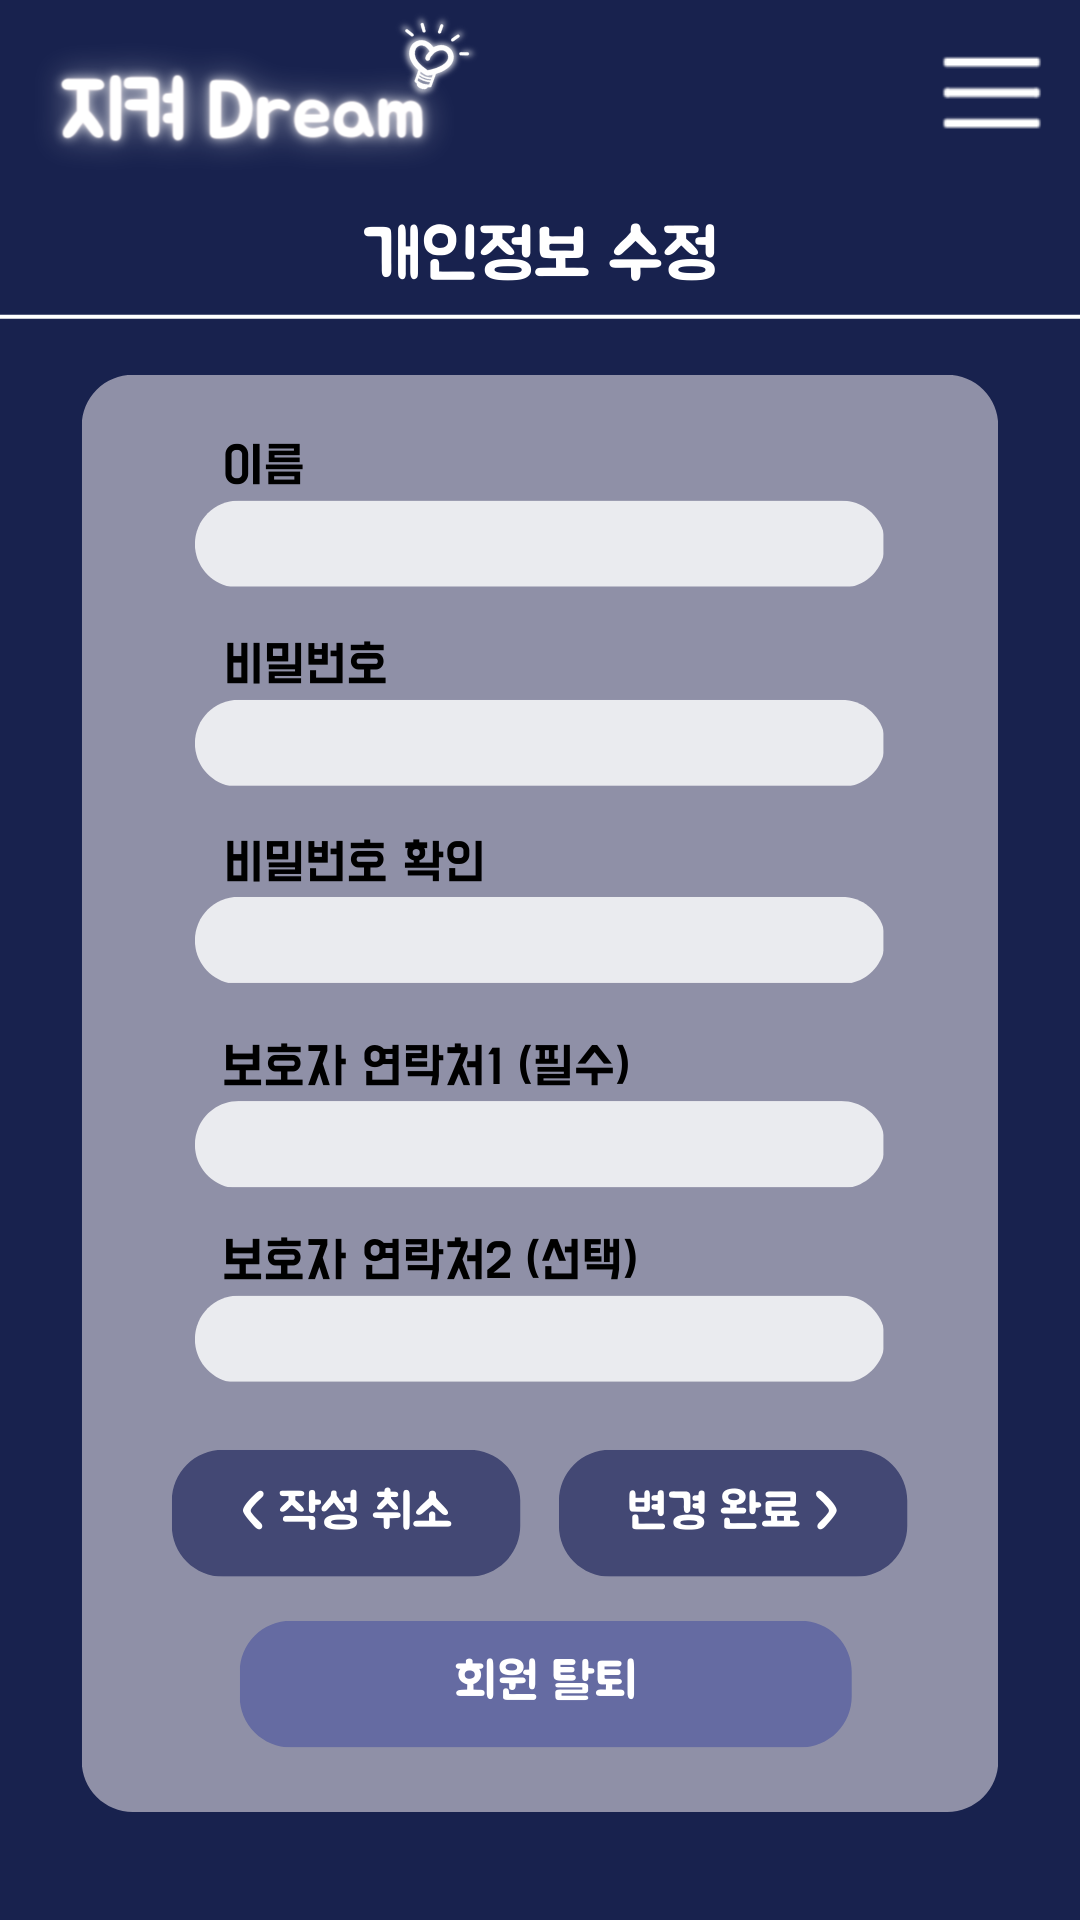 지켜 Dream
개인정보 수정
이름
비밀번호
비밀번호 확인
보호자 연락처1 (필수)
보호자 연락처2 (선택)
< 작성 취소
변경 완료 >
회원 탈퇴